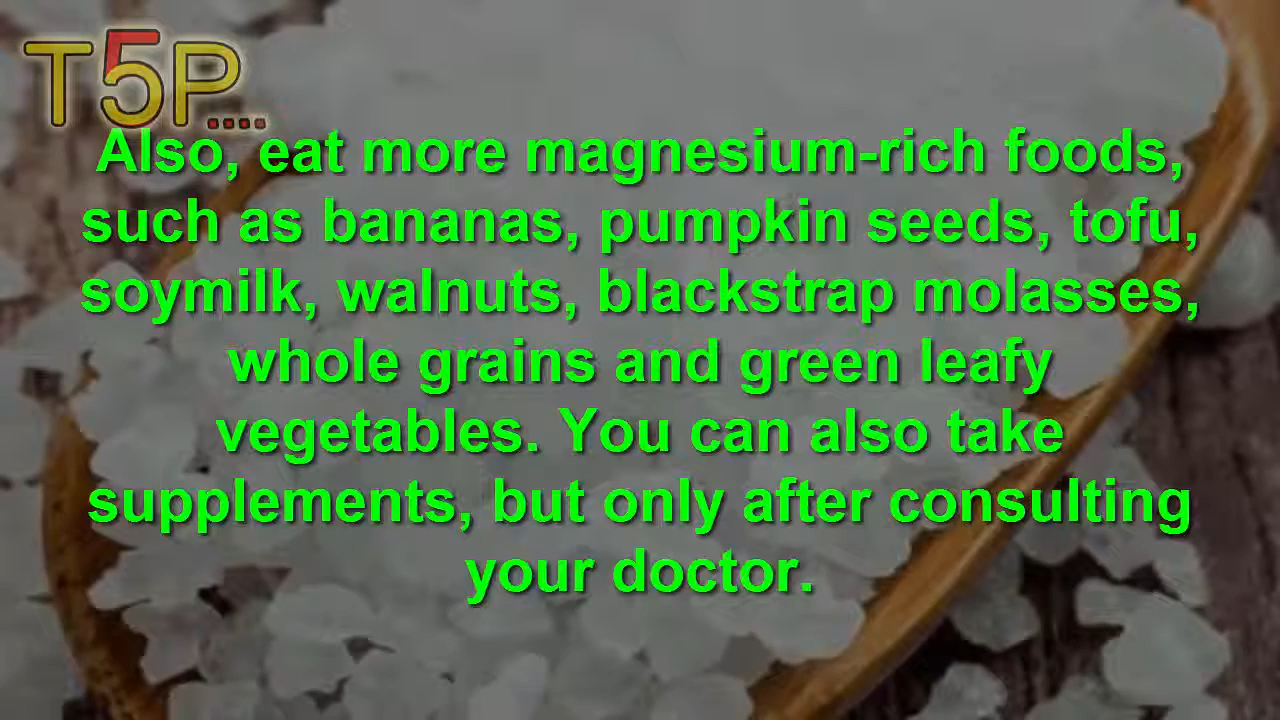 T5P....
Also, eat more magnesium-rich foods,
such as bananas, pumpkin seeds, tofu,
soymilk, walnuts, blackstrap molasses,
whole grains and green leafy
vegetables. You can also take
supplements, but only after consulting
your doctor.